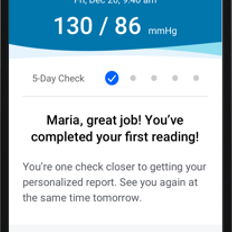 Fri, Dec 20, 9:40 am
130 / 86 mmHg
5-Day Check
Maria, great job! You've
completed your first reading!
You're one check closer to getting your
personalized report. See you again at
the same time tomorrow.